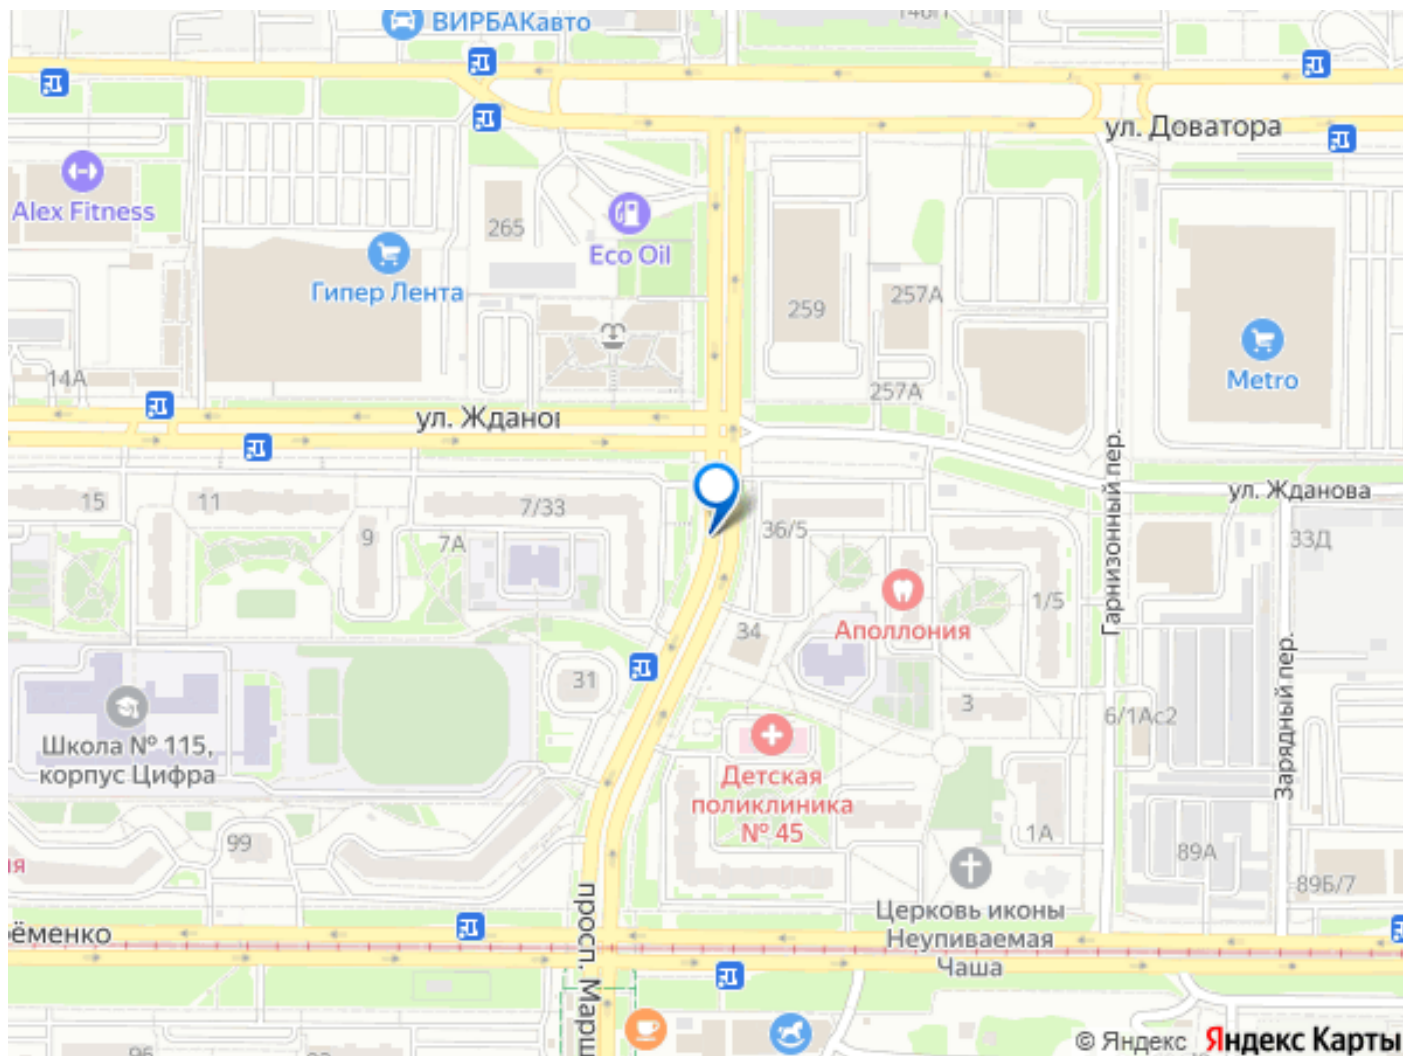 ВИРБАКавто
ул. Доватора
Alex Fitness
265
Eco Oil
Гипер Лента
259
257А
Metro
14А
257А
ул. Ждано
Гарнизонный пер.
ул. Жданова
15
11
7/33
36/5
9
7А
33Д
1/5
Аполлония
34
31
3
6/1Ас2
Зарядный пер.
Школа № 115,
корпус Цифра
Детская
поликлиника
№ 45
99
1А
89А
ая
89Б/7
просп. Марш
Церковь иконы
Неупиваемая
Чаша
рёменко
© Яндекс Яндекс Карты